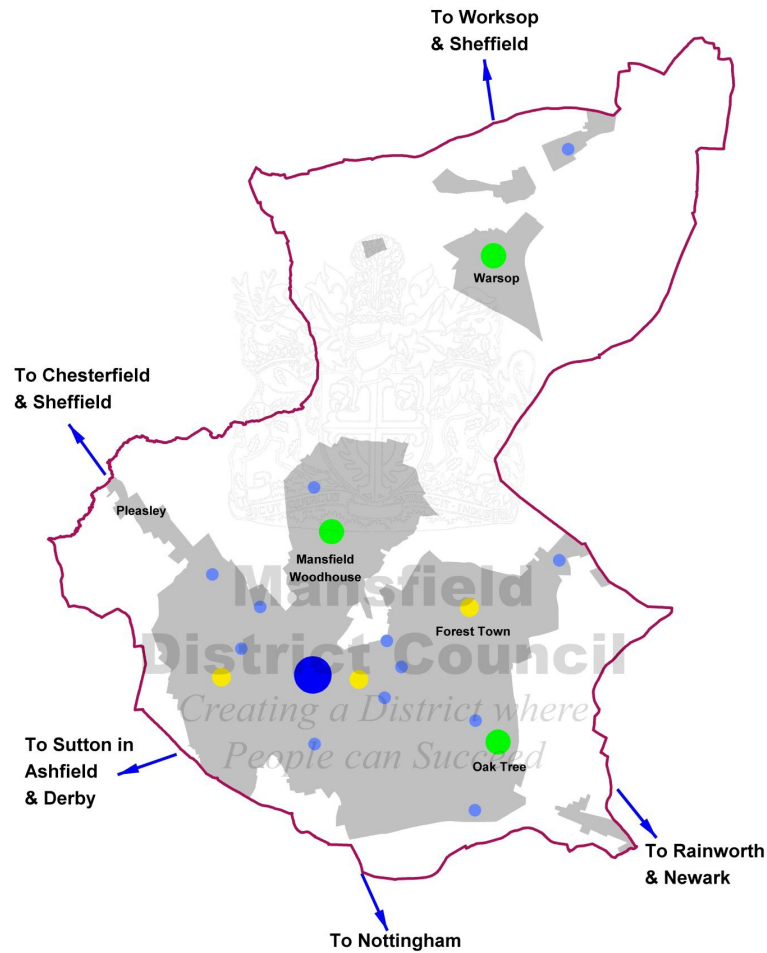 To Worksop
& Sheffield
Warsop
To Chesterfield
& Sheffield
Pleasley
Mansfield
Woodhouse
Mansfield
Forest Town
District Council
Creating a District where
People can Succeed
To Sutton in
Ashfield
& Derby
Oak Tree
To Rainworth
& Newark
To Nottingham